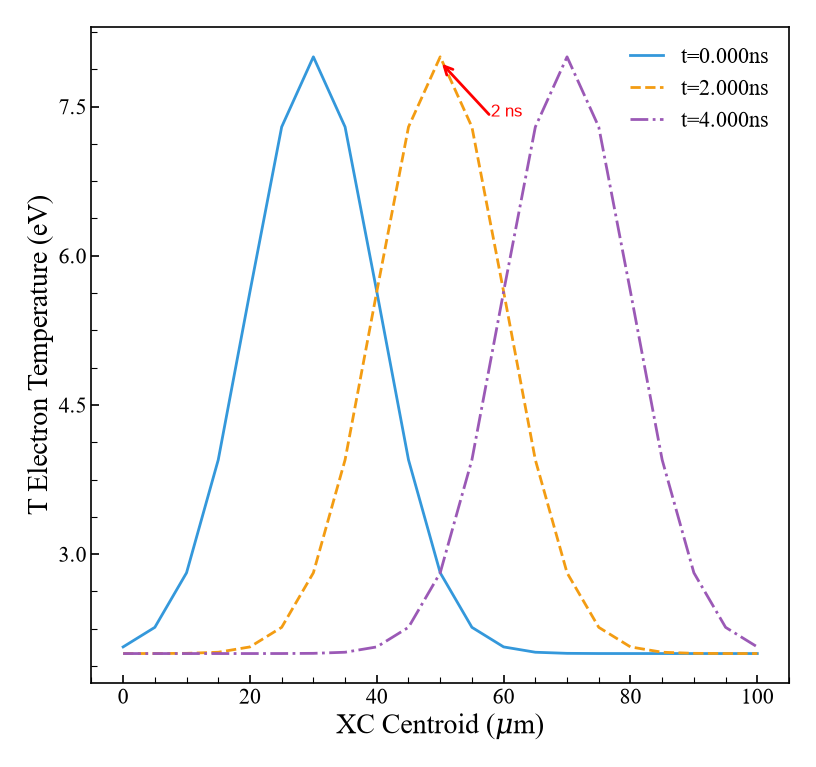 t=0.000ns
t=2.000ns
t=4.000ns
2 ns
T Electron Temperature (eV)
7.5
6.0
4.5
3.0
0 20 40 60 80 100
XC Centroid (μm)